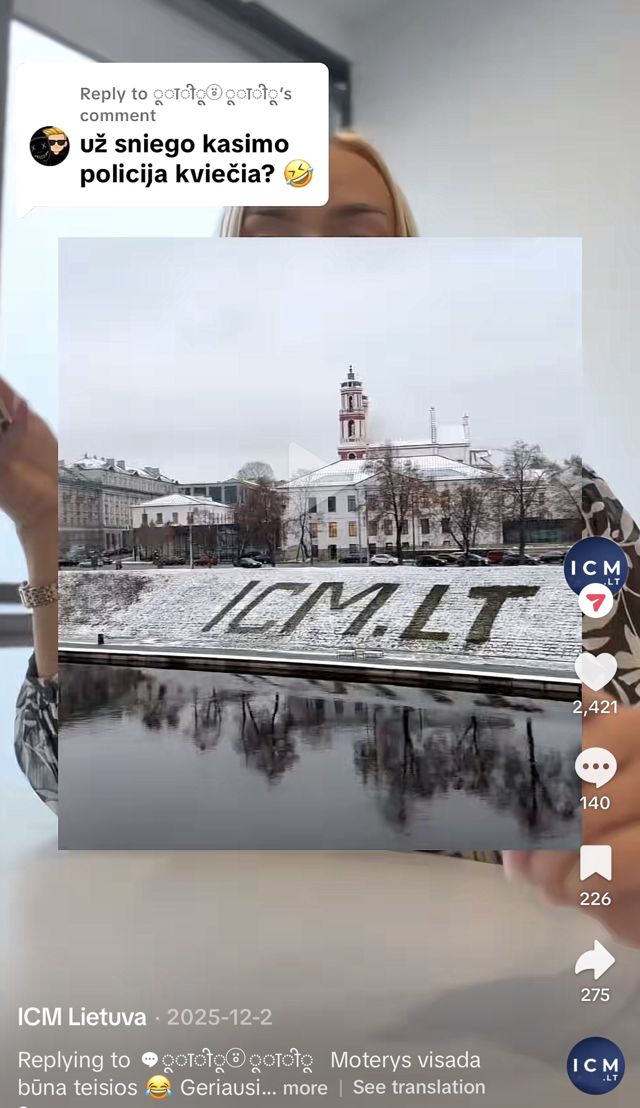 Reply to ूाीू࿉ूाीू's
comment
už sniego kasimo
policija kviečia? 🤣
ICM.LT
ICM
.LT
2,421
140
226
275
ICM Lietuva · 2025-12-2
Replying to 💬ूाीूूाीू Moterys visada
būna teisios 😂 Geriausi... more | See translation
ICM
.LT